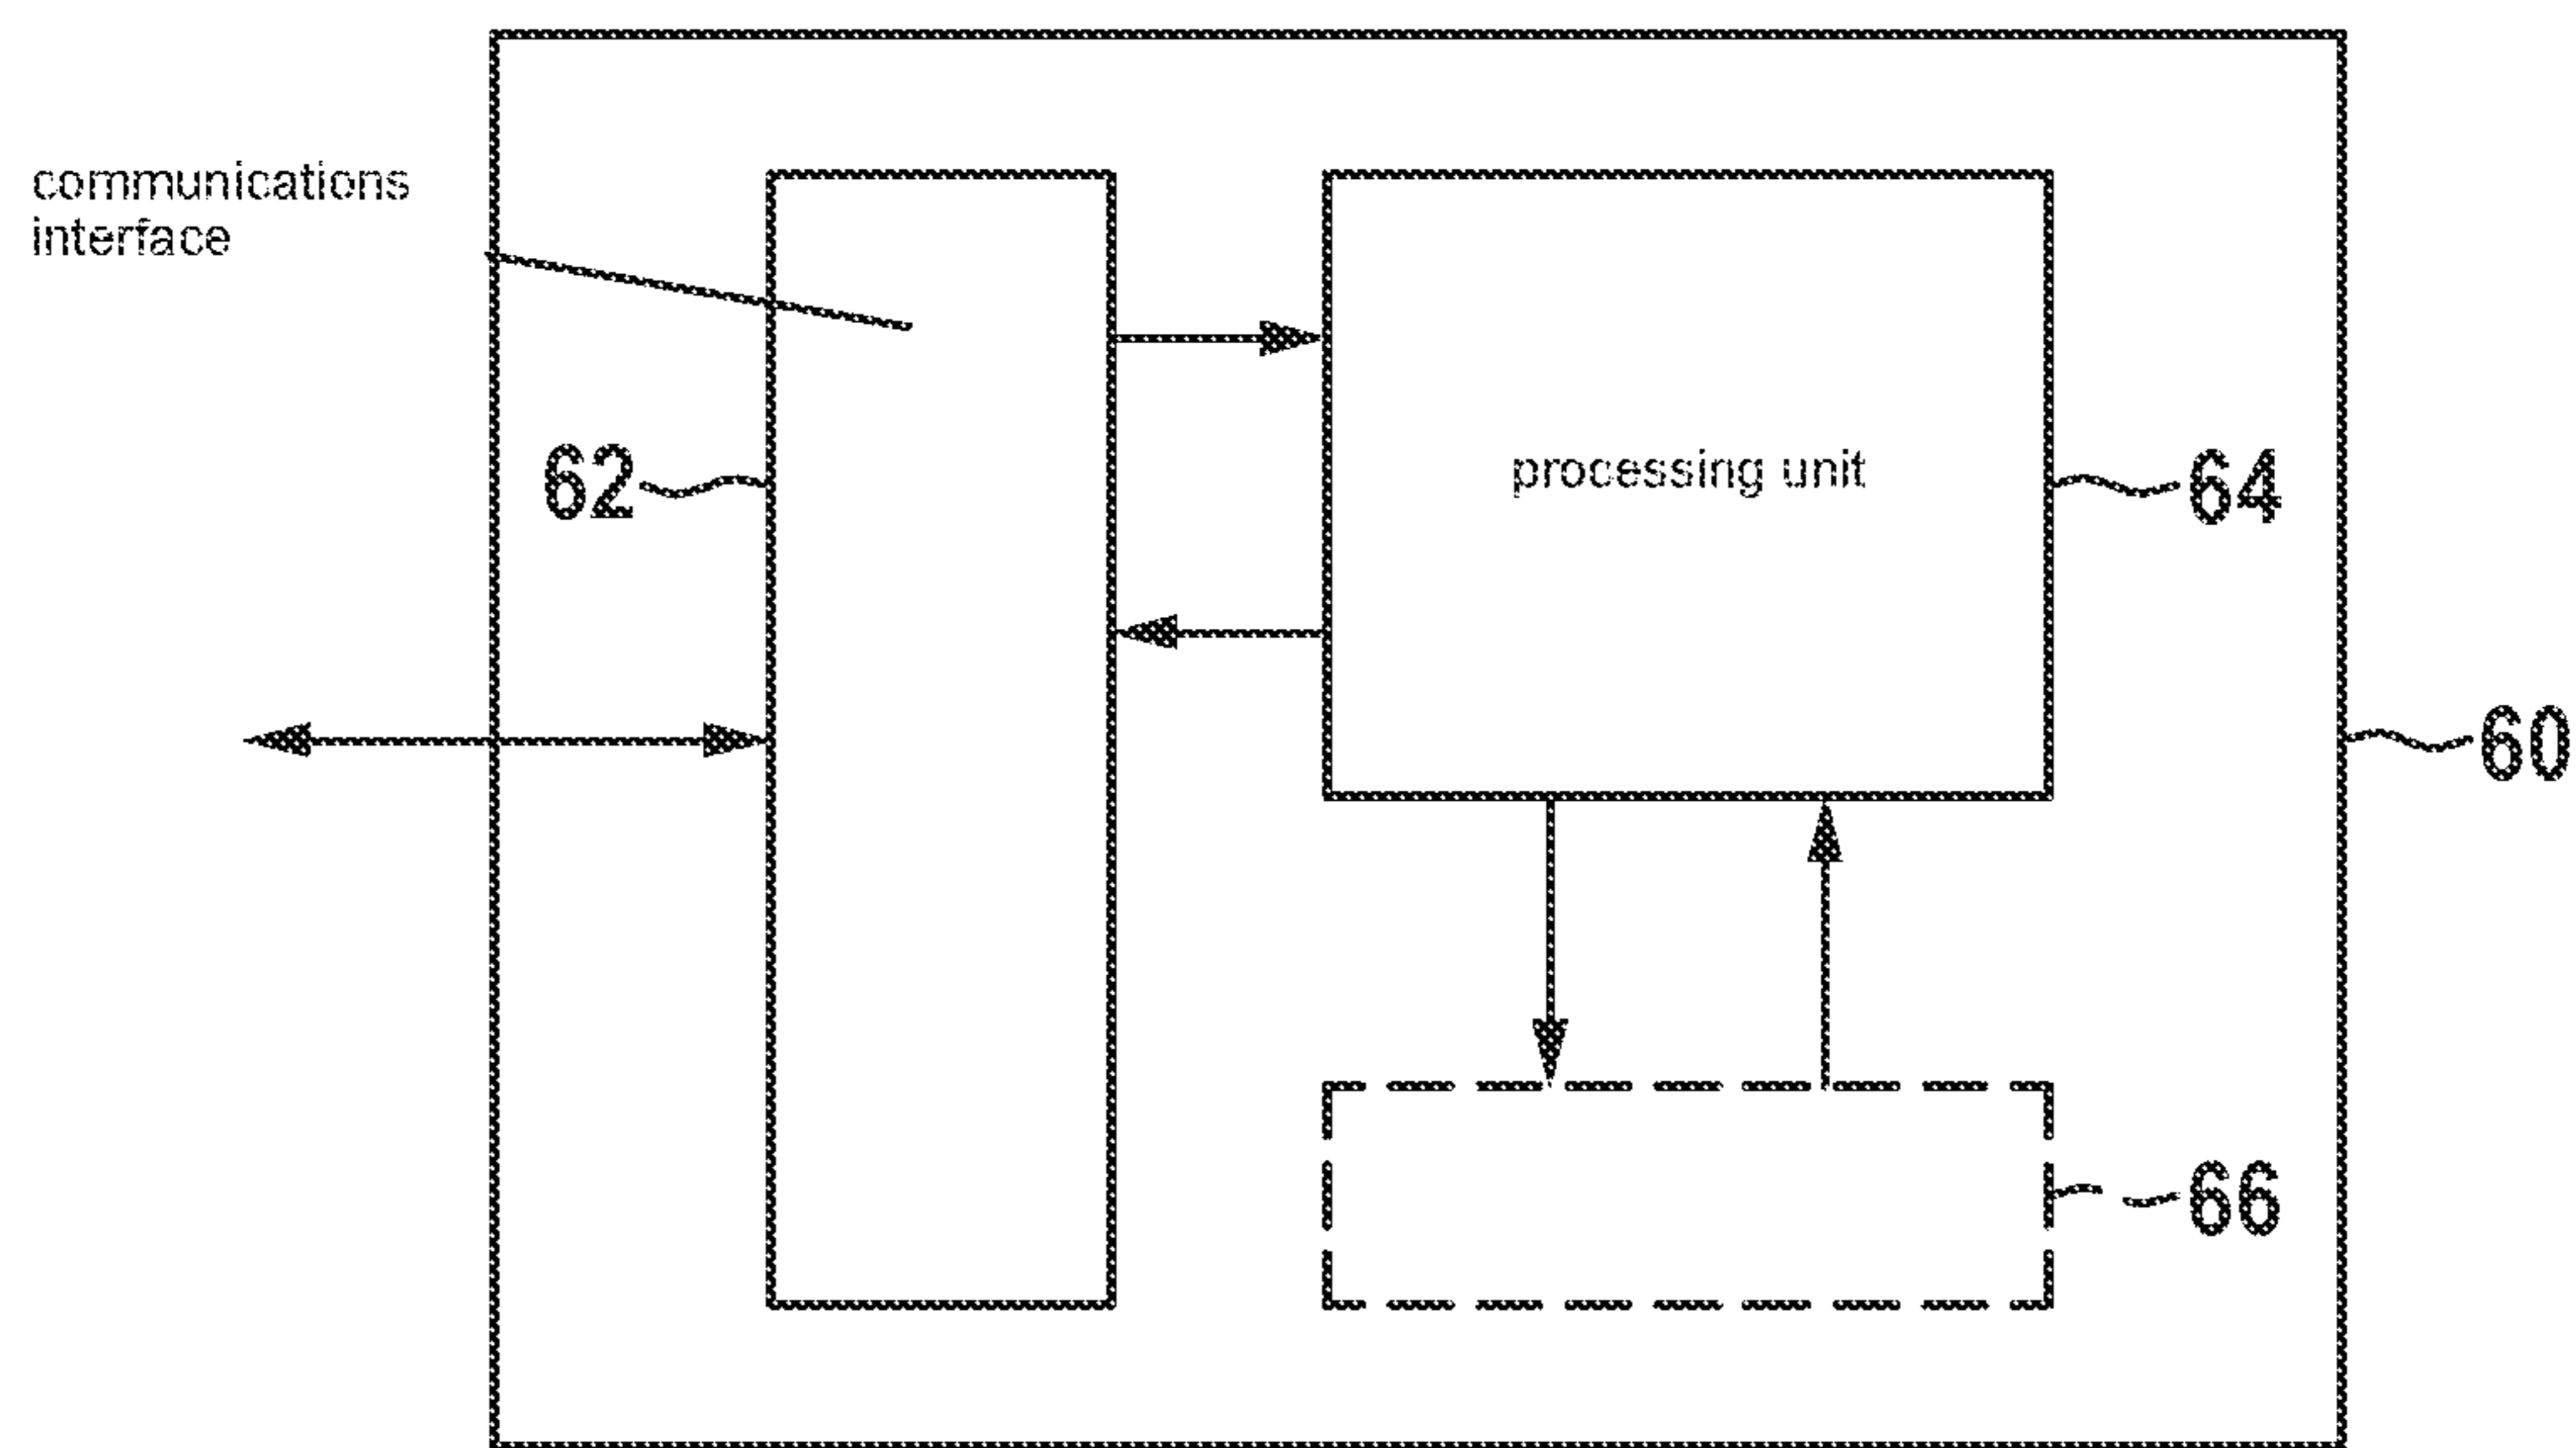 communications
interface
62
processing unit
64
60
66